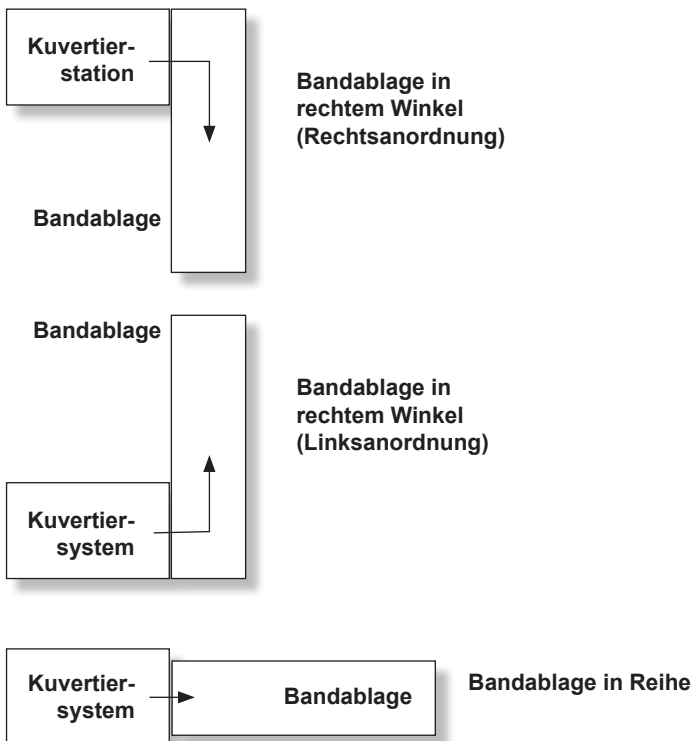 Kuvertier-
station
Bandablage in
rechtem Winkel
(Rechtsanordnung)
Bandablage
Bandablage
Bandablage in
rechtem Winkel
(Linksanordnung)
Kuvertier-
system
Kuvertier-
system
Bandablage
Bandablage in Reihe